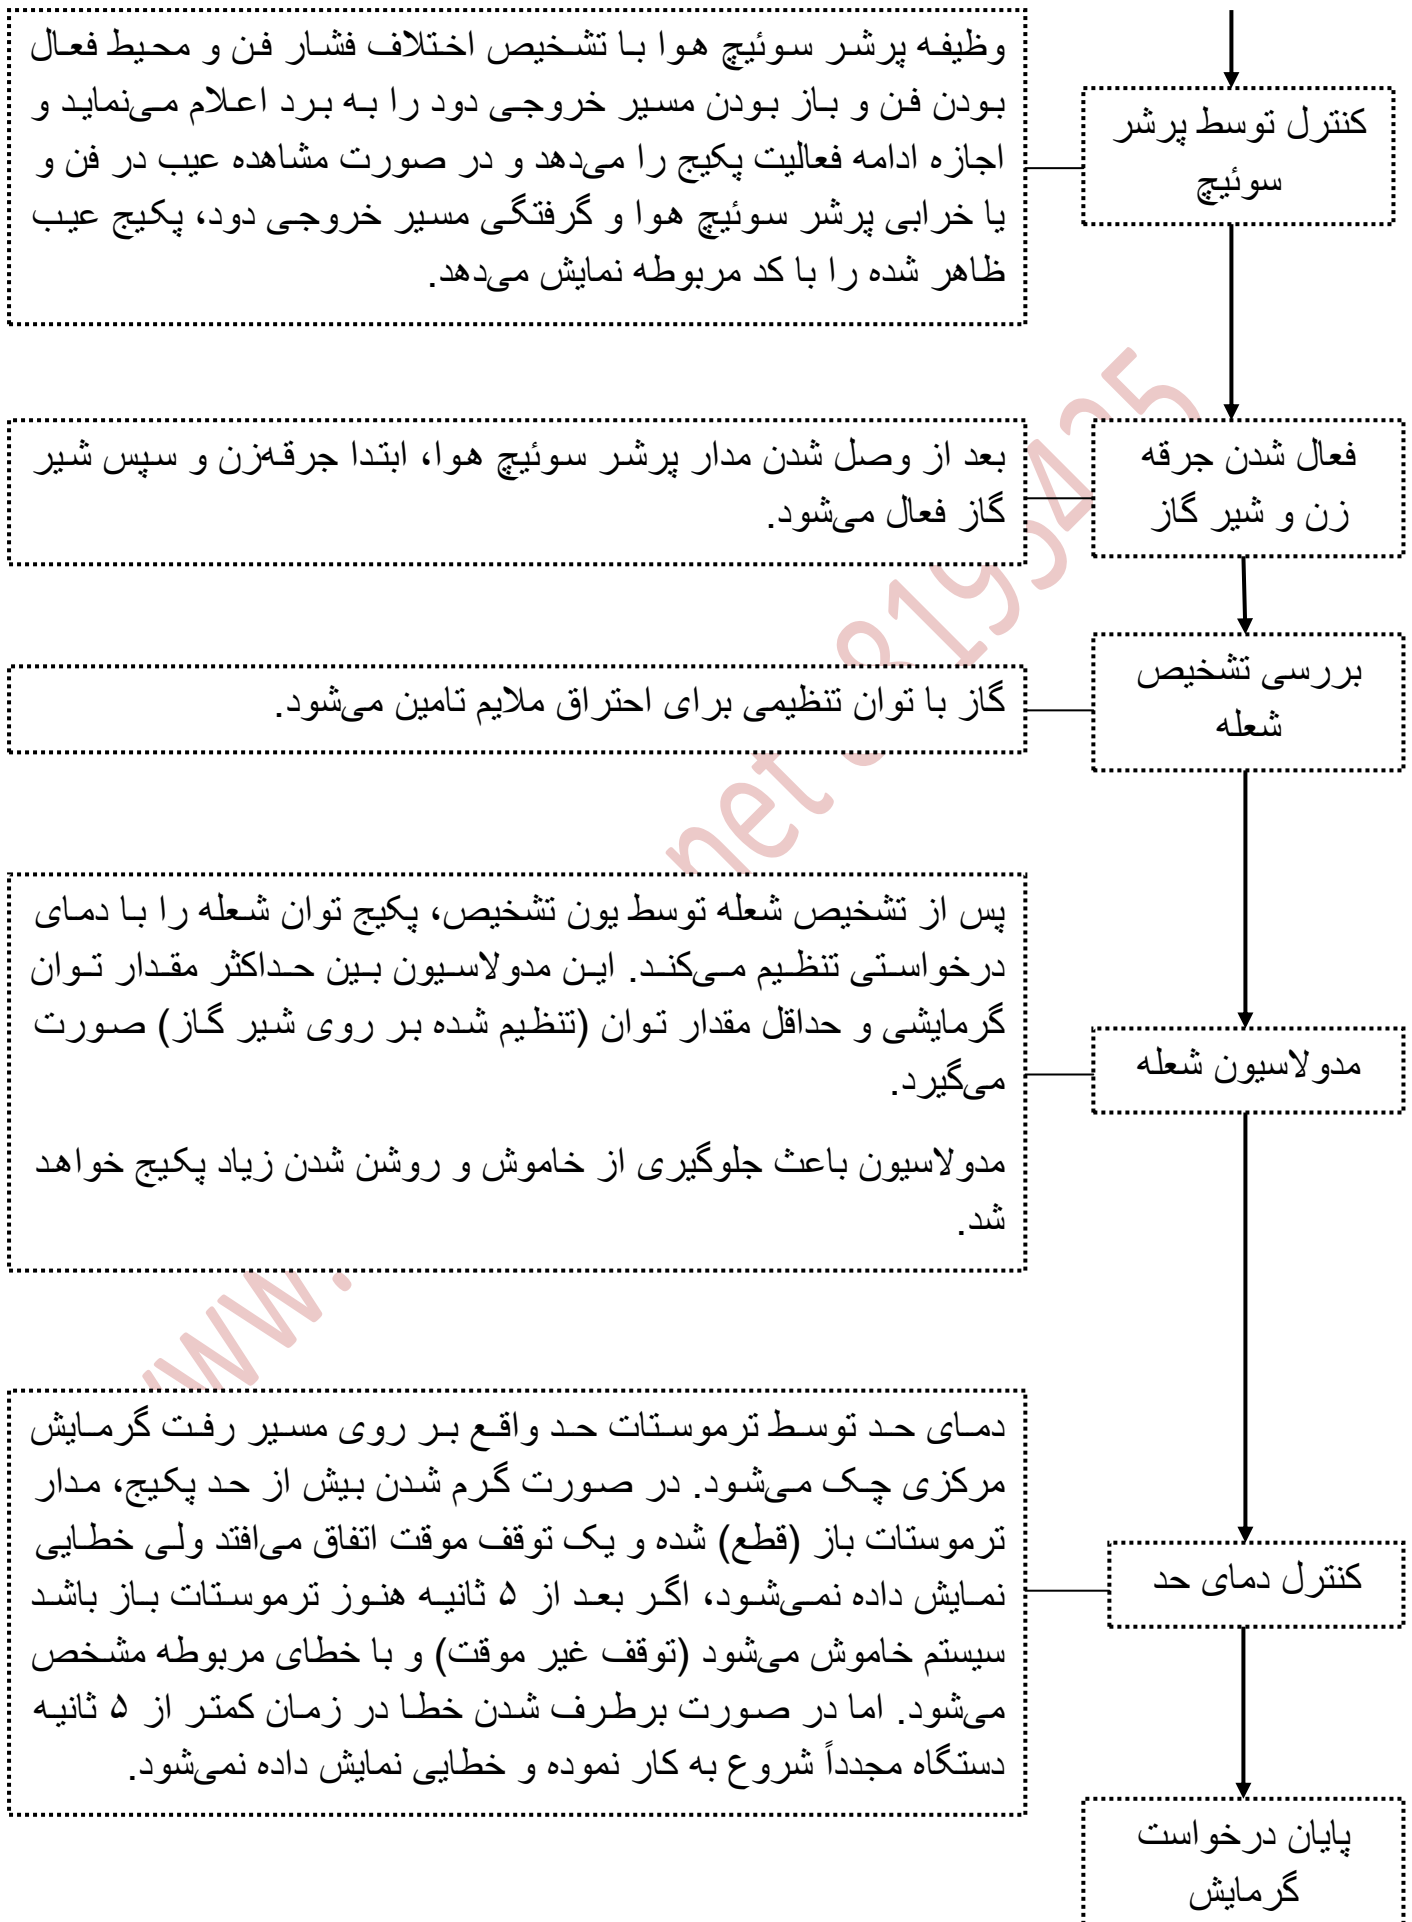 وظیفه پرشر سوئیچ هوا با تشخیص اختلاف فشار فن و محیط فعال
بودن فن و باز بودن مسیر خروجی دود را به برد اعلام می‌نماید و
اجازه ادامه فعالیت پکیج را می‌دهد و در صورت مشاهده عیب در فن و
یا خرابی پرشر سوئیچ هوا و گرفتگی مسیر خروجی دود، پکیج عیب
ظاهر شده را با کد مربوطه نمایش می‌دهد.
کنترل توسط پرشر
سوئیچ
فعال شدن جرقه
زن و شیر گاز
بعد از وصل شدن مدار پرشر سوئیچ هوا، ابتدا جرقه‌زن و سپس شیر
گاز فعال می‌شود.
بررسی تشخیص
شعله
گاز با توان تنظیمی برای احتراق ملایم تامین می‌شود.
پس از تشخیص شعله توسط یون تشخیص، پکیج توان شعله را با دمای
درخواستی تنظیم می‌کند. این مدولاسیون بین حداکثر مقدار توان
گرمایشی و حداقل مقدار توان (تنظیم شده بر روی شیر گاز) صورت
می‌گیرد.
مدولاسیون باعث جلوگیری از خاموش و روشن شدن زیاد پکیج خواهد
شد.
مدولاسیون شعله
دمای حد توسط ترموستات حد واقع بر روی مسیر رفت گرمایش
مرکزی چک می‌شود. در صورت گرم شدن بیش از حد پکیج، مدار
ترموستات باز (قطع) شده و یک توقف موقت اتفاق می‌افتد ولی خطایی
نمایش داده نمی‌شود، اگر بعد از ۵ ثانیه هنوز ترموستات باز باشد
سیستم خاموش می‌شود (توقف غیر موقت) و با خطای مربوطه مشخص
می‌شود. اما در صورت برطرف شدن خطا در زمان کمتر از ۵ ثانیه
دستگاه مجدداً شروع به کار نموده و خطایی نمایش داده نمی‌شود.
کنترل دمای حد
پایان درخواست
گرمایش